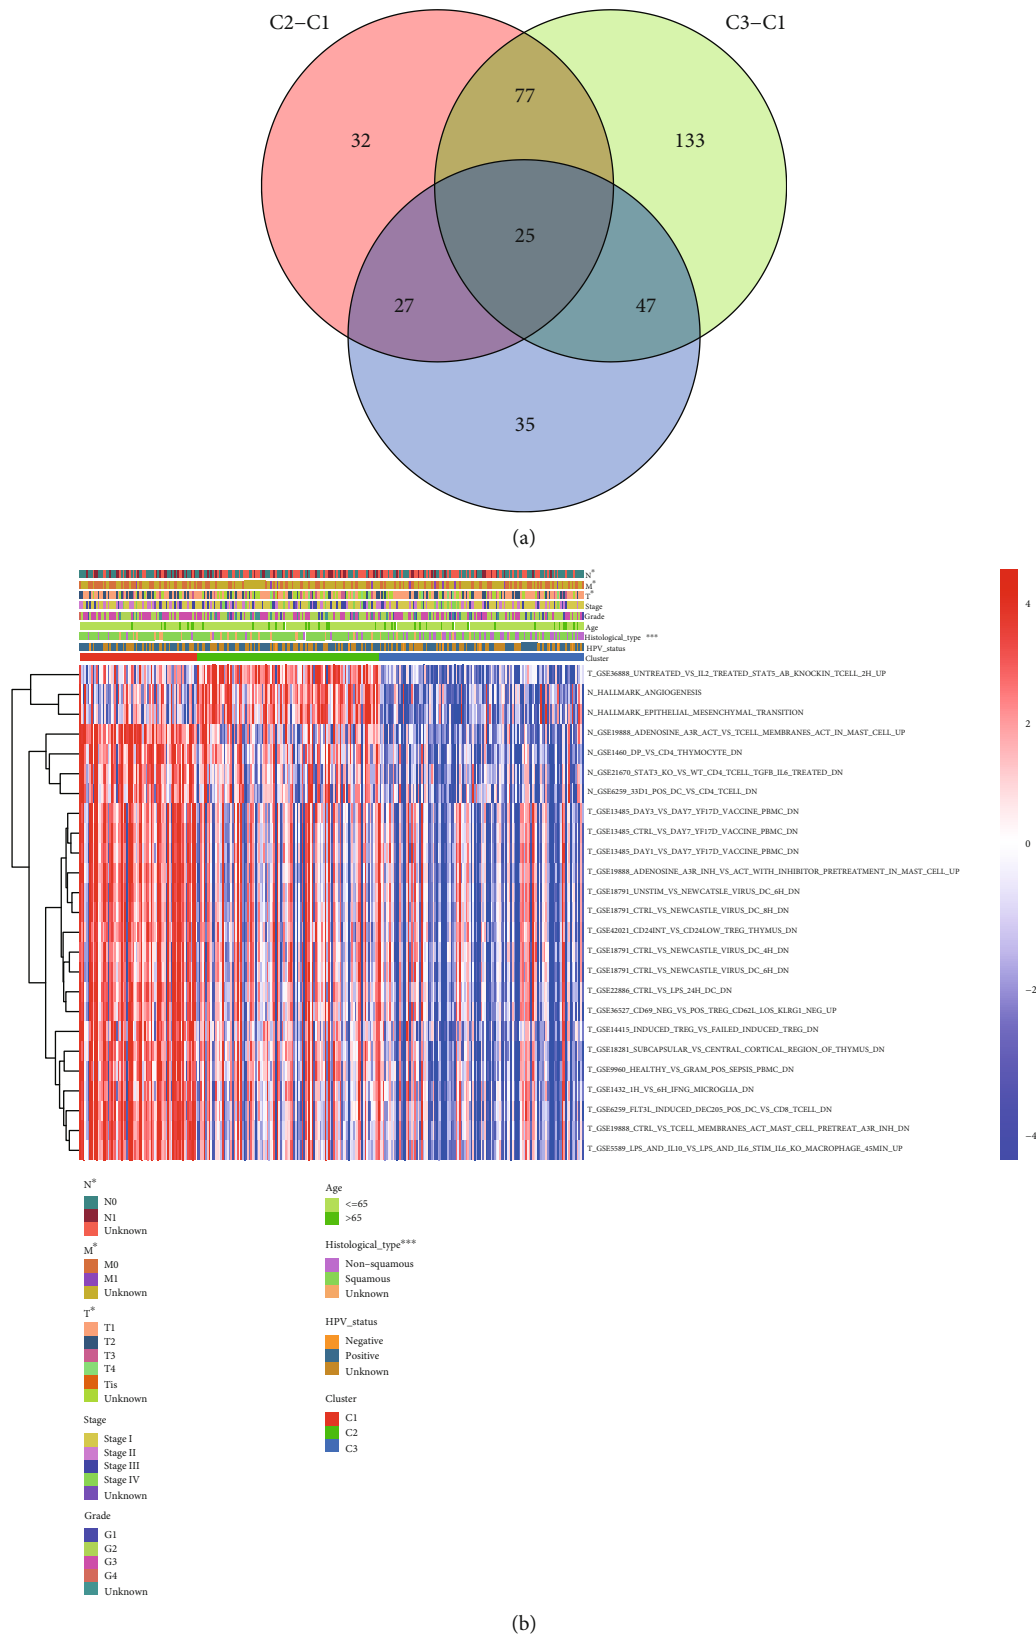 C2−C1
C3−C1
77
32
133
25
27
47
35
(a)
N*
M*
T*
Stage
Grade
Age
Histological_type ***
HPV_status
Cluster
T_GSE36888_UNTREATED_VS_IL2_TREATED_STAT5_AB_KNOCKIN_TCELL_2H_UP
N_HALLMARK_ANGIOGENESIS
N_HALLMARK_EPITHELIAL_MESENCHYMAL_TRANSITION
N_GSE19888_ADENOSINE_A3R_ACT_VS_TCELL_MEMBRANES_ACT_IN_MAST_CELL_UP
N_GSE1460_DP_VS_CD4_THYMOCYTE_DN
N_GSE21670_STAT3_KO_VS_WT_CD4_TCELL_TGFB_IL6_TREATED_DN
N_GSE6259_33D1_POS_DC_VS_CD4_TCELL_DN
T_GSE13485_DAY3_VS_DAY7_YF17D_VACCINE_PBMC_DN
T_GSE13485_CTRL_VS_DAY7_YF17D_VACCINE_PBMC_DN
T_GSE13485_DAY1_VS_DAY7_YF17D_VACCINE_PBMC_DN
T_GSE19888_ADENOSINE_A3R_INH_VS_ACT_WITH_INHIBITOR_PRETREATMENT_IN_MAST_CELL_UP
T_GSE18791_UNSTIM_VS_NEWCATSLE_VIRUS_DC_6H_DN
T_GSE18791_CTRL_VS_NEWCASTLE_VIRUS_DC_8H_DN
T_GSE42021_CD24INT_VS_CD24LOW_TREG_THYMUS_DN
T_GSE18791_CTRL_VS_NEWCASTLE_VIRUS_DC_4H_DN
T_GSE18791_CTRL_VS_NEWCASTLE_VIRUS_DC_6H_DN
T_GSE22886_CTRL_VS_LPS_24H_DC_DN
T_GSE36527_CD69_NEG_VS_POS_TREG_CD62L_LOS_KLRG1_NEG_UP
T_GSE14415_INDUCED_TREG_VS_FAILED_INDUCED_TREG_DN
T_GSE18281_SUBCAPSULAR_VS_CENTRAL_CORTICAL_REGION_OF_THYMUS_DN
T_GSE9960_HEALTHY_VS_GRAM_POS_SEPSIS_PBMC_DN
T_GSE1432_1H_VS_6H_IFNG_MICROGLIA_DN
T_GSE6259_FLT3L_INDUCED_DEC205_POS_DC_VS_CD8_TCELL_DN
T_GSE19888_CTRL_VS_TCELL_MEMBRANES_ACT_MAST_CELL_PRETREAT_A3R_INH_DN
T_GSE5589_LPS_AND_IL10_VS_LPS_AND_IL6_STIM_IL6_KO_MACROPHAGE_45MIN_UP
4
2
0
−2
−4
N*
N0
N1
Unknown
M*
M0
M1
Unknown
T*
T1
T2
T3
T4
Tis
Unknown
Stage
Stage I
Stage II
Stage III
Stage IV
Unknown
Grade
G1
G2
G3
G4
Unknown
Age
<=65
>65
Histological_type***
Non−squamous
Squamous
Unknown
HPV_status
Negative
Positive
Unknown
Cluster
C1
C2
C3
(b)